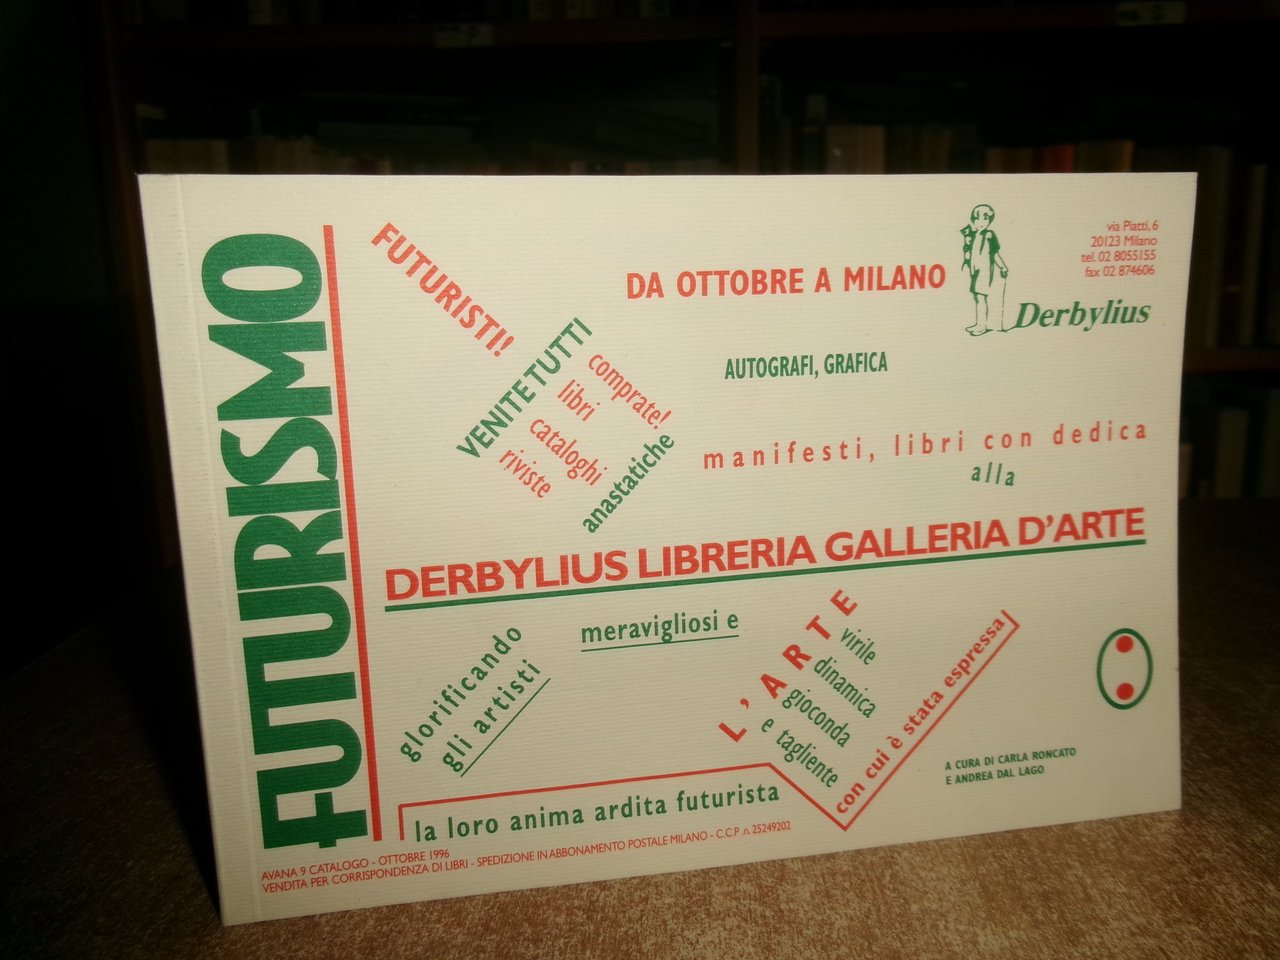 FUTURISMO
FUTURISTI!
VENITE TUTTI
comprate!
libri
cataloghi
riviste
anastatiche
DA OTTOBRE A MILANO
via Piatti, 6
20123 Milano
tel. 02 8055155
fax 02 874606
Derbylius
AUTOGRAFI, GRAFICA
manifesti, libri con dedica
alla
DERBYLIUS LIBRERIA GALLERIA D'ARTE
glorificando
gli artisti
meravigliosi e
L'ARTE
virile
dinamica
gioconda
e tagliente
con cui è stata espressa
la loro anima ardita futurista
A CURA DI CARLA RONCATO
E ANDREA DAL LAGO
AVANA 9 CATALOGO - OTTOBRE 1996
VENDITA PER CORRISPONDENZA DI LIBRI - SPEDIZIONE IN ABBONAMENTO POSTALE MILANO - C.C.P .n. 25249202